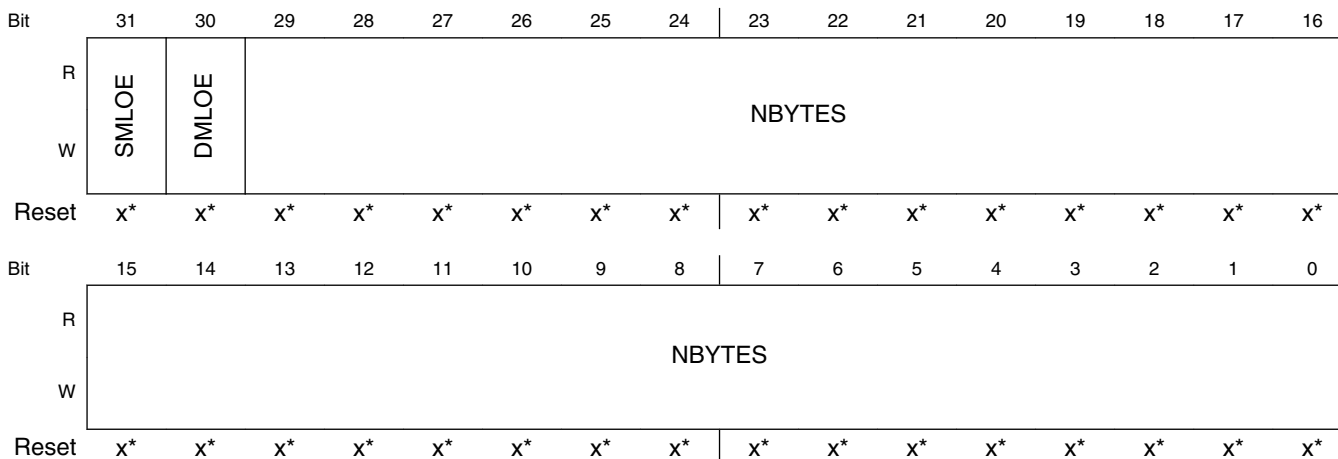 Bit 31 30 29 28 27 26 25 24 23 22 21 20 19 18 17 16
R
SMLOE DMLOE NBYTES
W
Reset x* x* x* x* x* x* x* x* x* x* x* x* x* x* x* x*
Bit 15 14 13 12 11 10 9 8 7 6 5 4 3 2 1 0
R
NBYTES
W
Reset x* x* x* x* x* x* x* x* x* x* x* x* x* x* x* x*